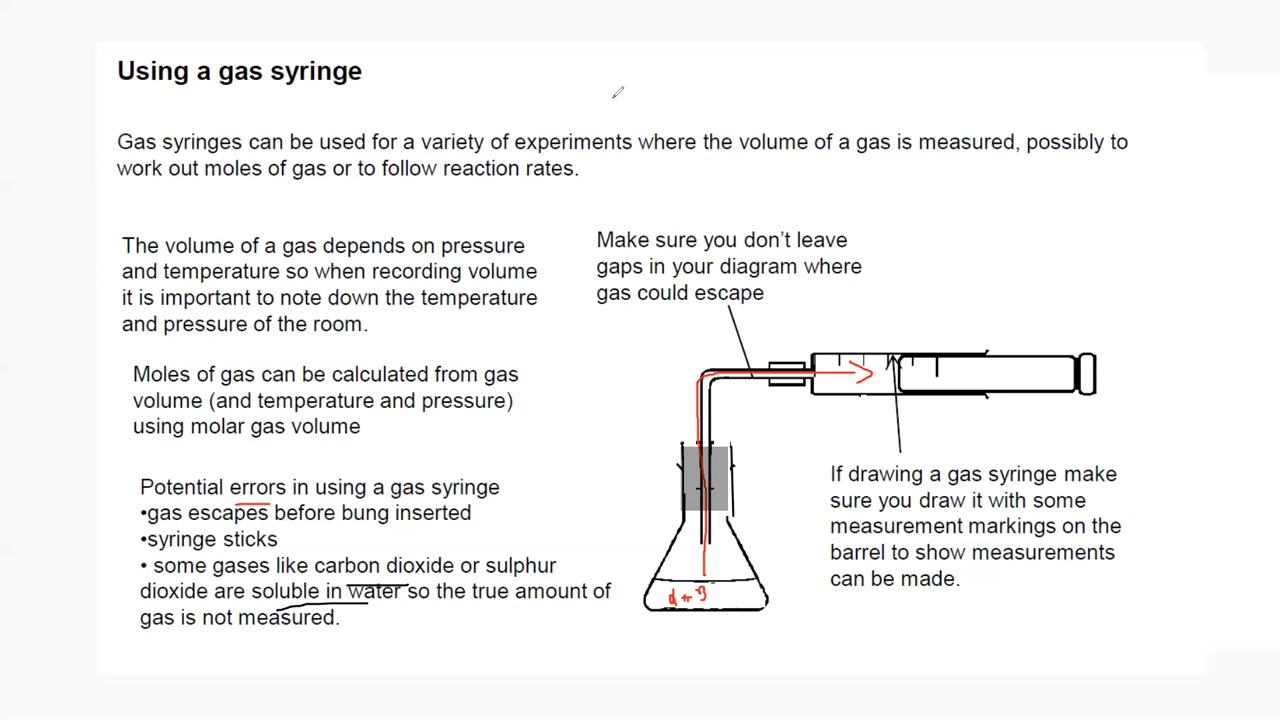 Using a gas syringe
Gas syringes can be used for a variety of experiments where the volume of a gas is measured, possibly to
work out moles of gas or to follow reaction rates.
The volume of a gas depends on pressure
and temperature so when recording volume
it is important to note down the temperature
and pressure of the room.
Moles of gas can be calculated from gas
volume (and temperature and pressure)
using molar gas volume
Potential errors in using a gas syringe
•gas escapes before bung inserted
•syringe sticks
• some gases like carbon dioxide or sulphur
dioxide are soluble in water so the true amount of
gas is not measured.
Make sure you don’t leave
gaps in your diagram where
gas could escape
If drawing a gas syringe make
sure you draw it with some
measurement markings on the
barrel to show measurements
can be made.